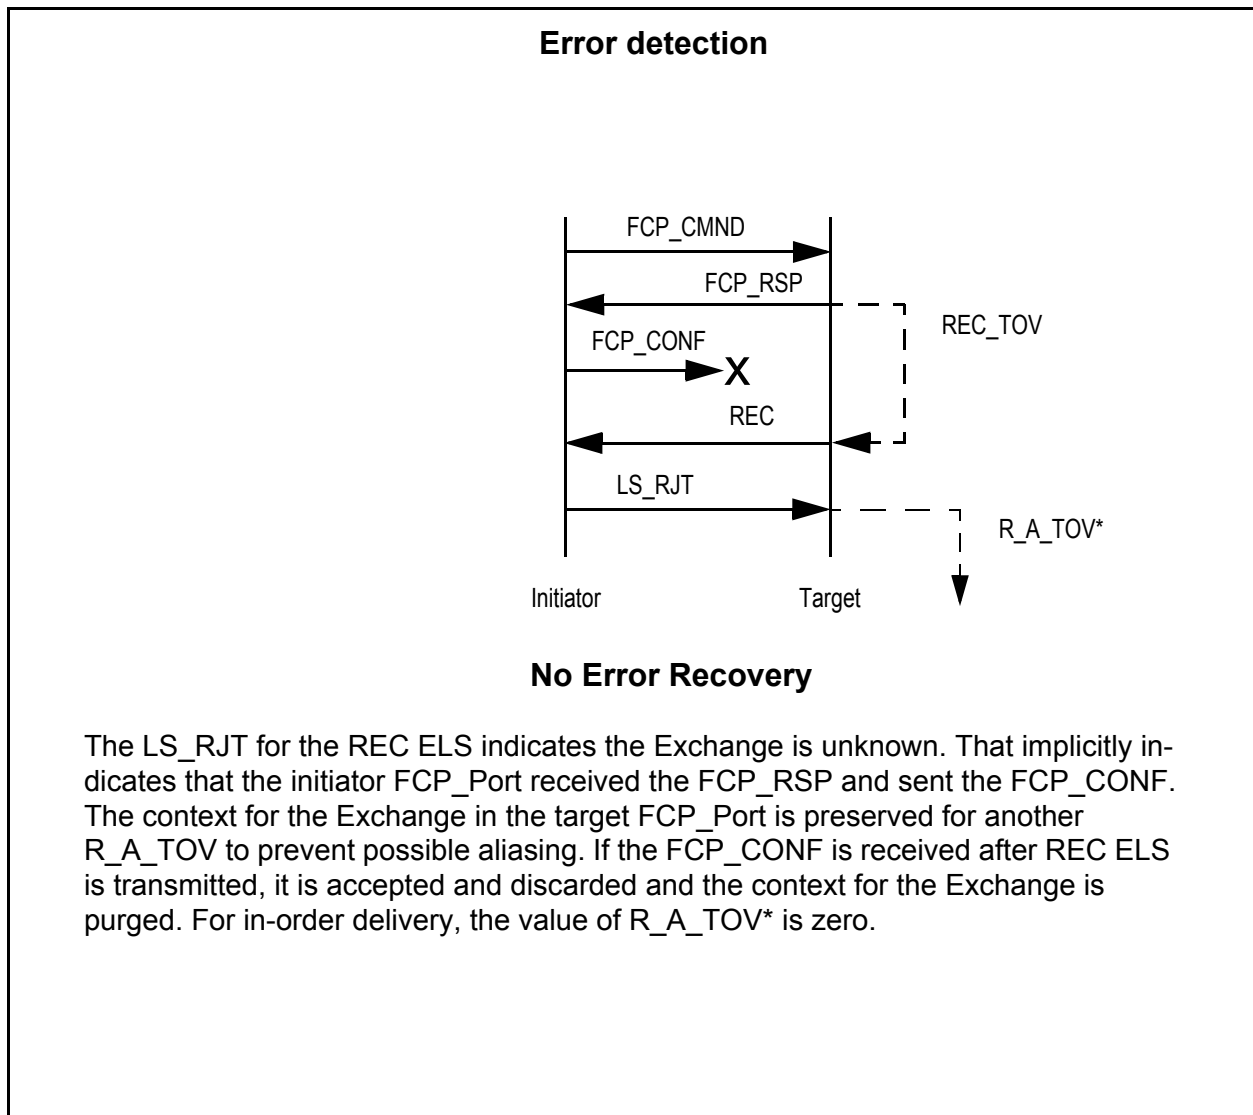 Error detection
FCP_CMND
FCP_RSP
REC_TOV
FCP_CONF
X
REC
LS_RJT
R_A_TOV*
Initiator Target
No Error Recovery
The LS_RJT for the REC ELS indicates the Exchange is unknown. That implicitly in-
dicates that the initiator FCP_Port received the FCP_RSP and sent the FCP_CONF.
The context for the Exchange in the target FCP_Port is preserved for another
R_A_TOV to prevent possible aliasing. If the FCP_CONF is received after REC ELS
is transmitted, it is accepted and discarded and the context for the Exchange is
purged. For in-order delivery, the value of R_A_TOV* is zero.